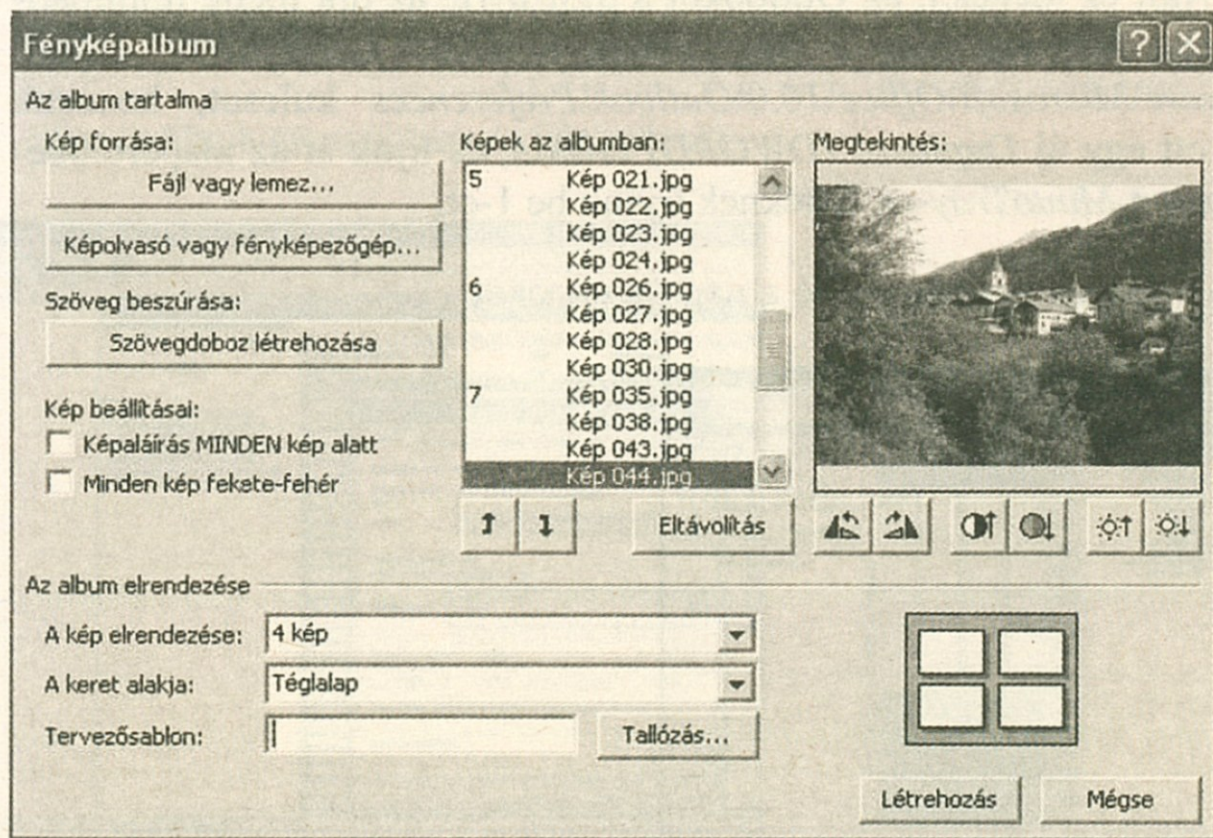 Fényképalbum
Az album tartalma
Kép forrása:
Fájl vagy lemez...
Képolvasó vagy fényképezőgép...
Szöveg beszúrása:
Szövegdoboz létrehozása
Kép beállításai:
Képaláírás MINDEN kép alatt
Minden kép fekete-fehér
Képek az albumban:
5 Kép 021.jpg
Kép 022.jpg
Kép 023.jpg
Kép 024.jpg
6 Kép 026.jpg
Kép 027.jpg
Kép 028.jpg
Kép 030.jpg
7 Kép 035.jpg
Kép 038.jpg
Kép 043.jpg
Kép 044.jpg
Eltávolítás
Megtekintés:
Az album elrendezése
A kép elrendezése: 4 kép
A keret alakja: Téglalap
Tervezősablon:
Tallózás...
Létrehozás
Mégse